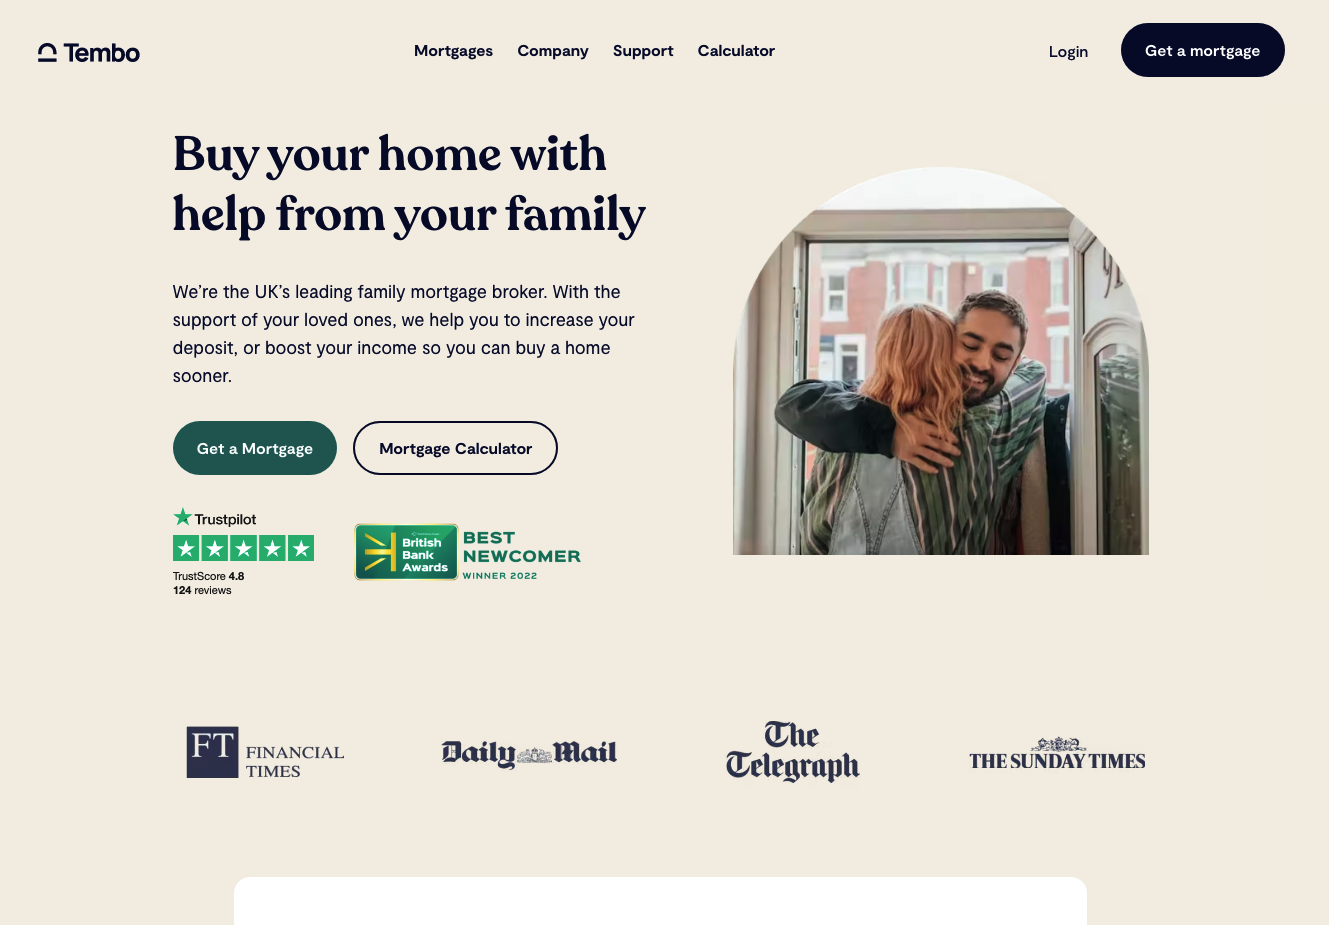 Tembo
Mortgages
Company
Support
Calculator
Login
Get a mortgage
Buy your home with
help from your family
We’re the UK’s leading family mortgage broker. With the
support of your loved ones, we help you to increase your
deposit, or boost your income so you can buy a home
sooner.
Get a Mortgage
Mortgage Calculator
Trustpilot
TrustScore 4.8
124 reviews
British
Bank
Awards
BEST
NEWCOMER
WINNER 2022
FT
FINANCIAL
TIMES
Daily Mail
The
Telegraph
THE SUNDAY TIMES